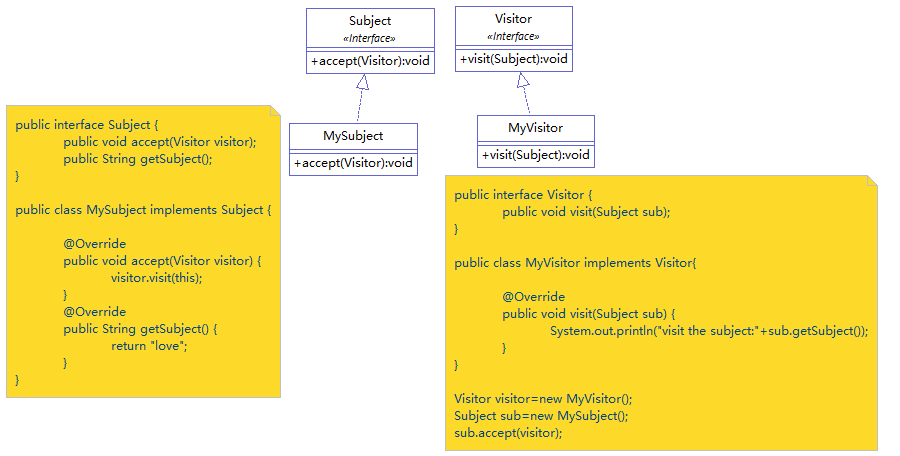 Subject
«Interface»
+accept(Visitor):void
Visitor
«Interface»
+visit(Subject):void
MySubject
+accept(Visitor):void
MyVisitor
+visit(Subject):void
public interface Subject {
public void accept(Visitor visitor);
public String getSubject();
}
public class MySubject implements Subject {
@Override
public void accept(Visitor visitor) {
visitor.visit(this);
}
@Override
public String getSubject() {
return "love";
}
}
public interface Visitor {
public void visit(Subject sub);
}
public class MyVisitor implements Visitor{
@Override
public void visit(Subject sub) {
System.out.println("visit the subject:"+sub.getSubject());
}
}
Visitor visitor=new MyVisitor();
Subject sub=new MySubject();
sub.accept(visitor);